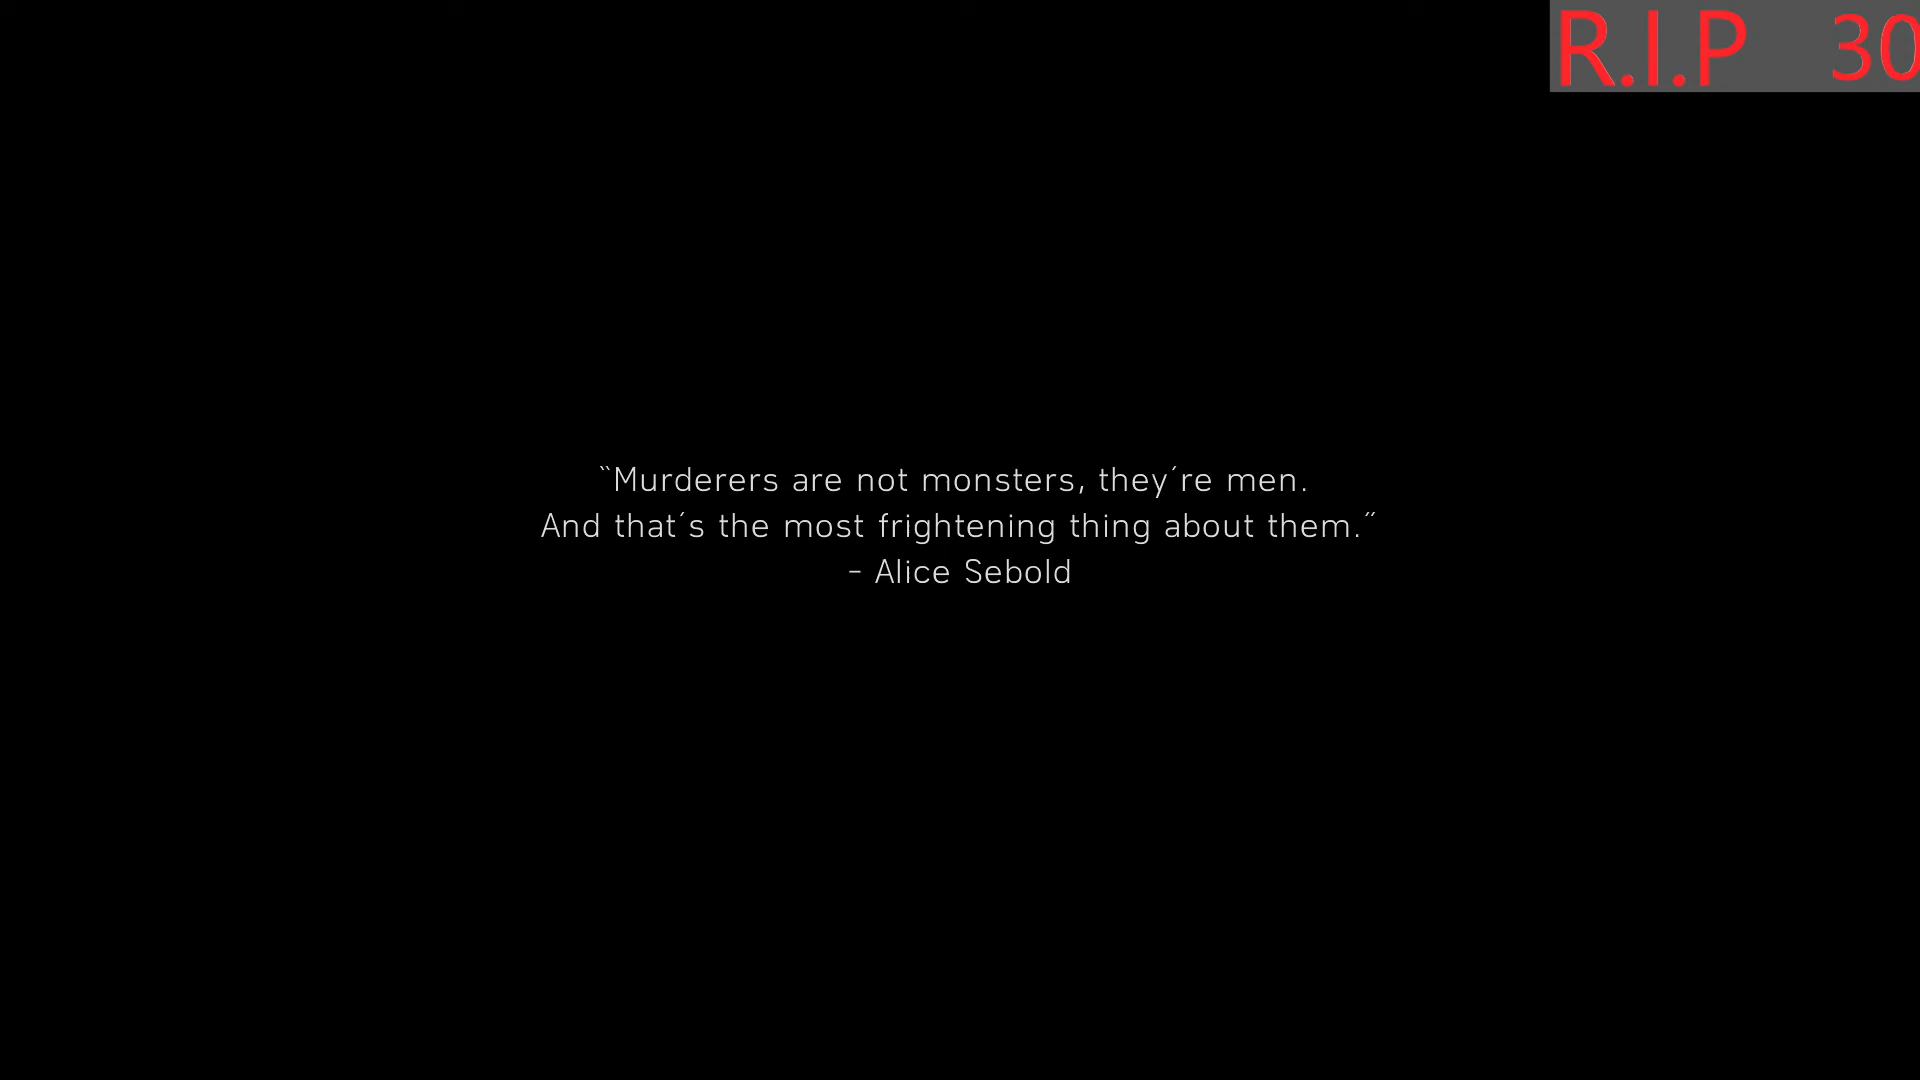 R.I.P 30
‶Murderers are not monsters, they′re men.
And that′s the most frightening thing about them.″
- Alice Sebold